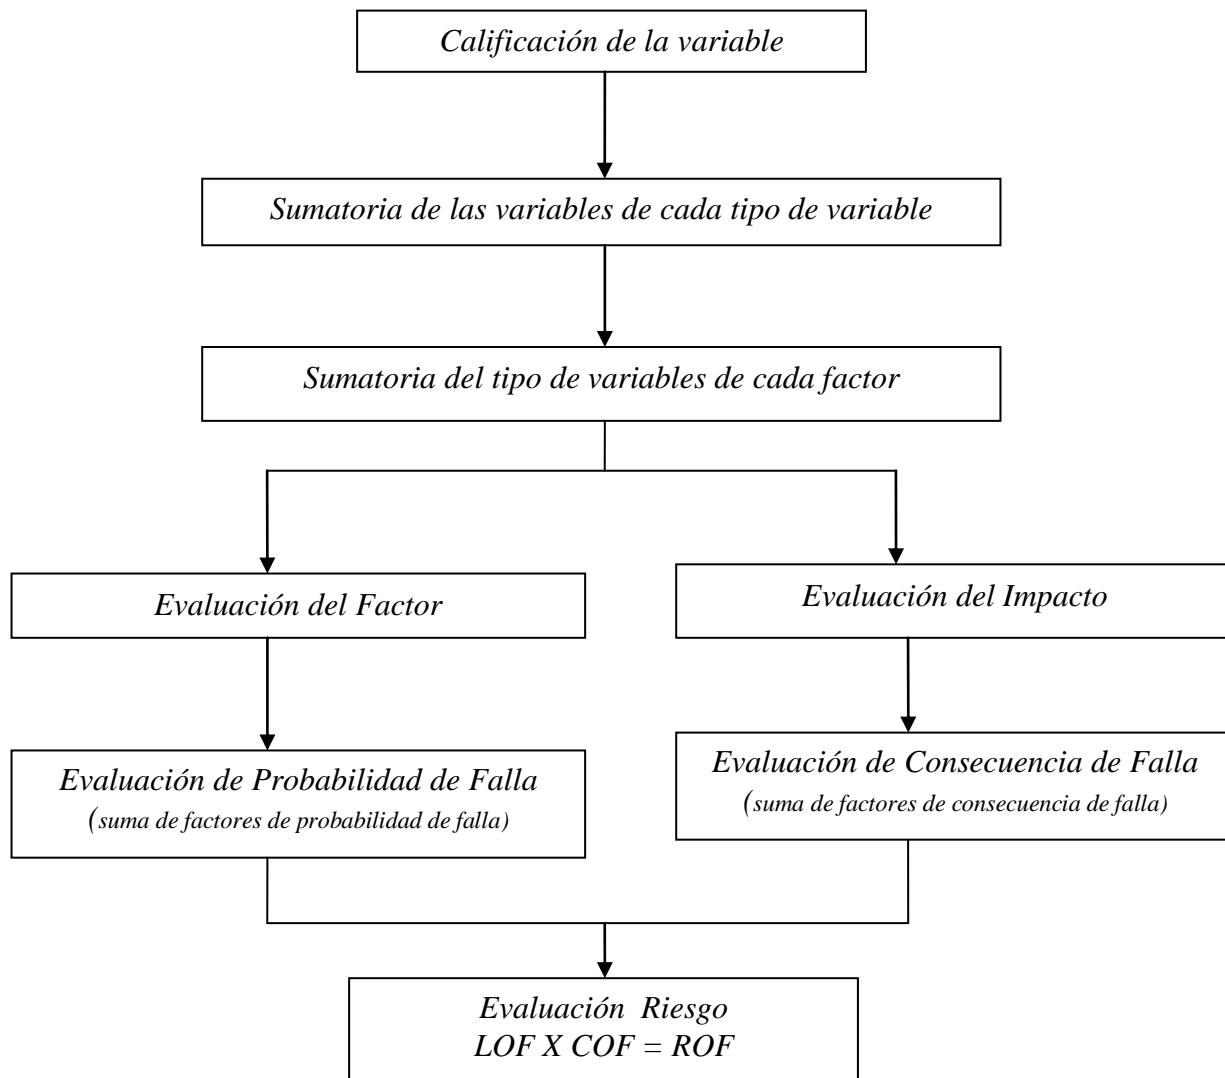 Calificación de la variable
Sumatoria de las variables de cada tipo de variable
Sumatoria del tipo de variables de cada factor
Evaluación del Factor
Evaluación del Impacto
Evaluación de Probabilidad de Falla
(suma de factores de probabilidad de falla)
Evaluación de Consecuencia de Falla
(suma de factores de consecuencia de falla)
Evaluación Riesgo
LOF X COF = ROF